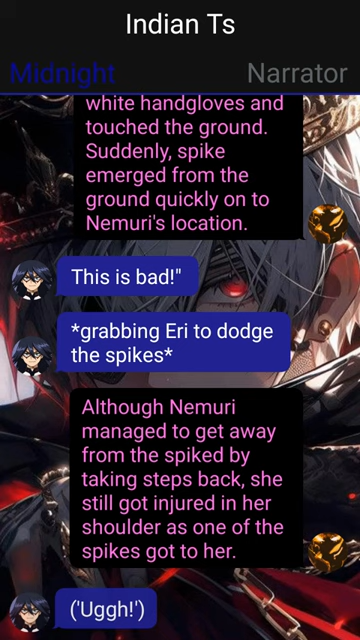 Indian Ts
Midnight
Narrator
white handgloves and
touched the ground.
Suddenly, spike
emerged from the
ground quickly on to
Nemuri's location.
This is bad!"
*grabbing Eri to dodge
the spikes*
Although Nemuri
managed to get away
from the spiked by
taking steps back, she
still got injured in her
shoulder as one of the
spikes got to her.
('Uggh!')